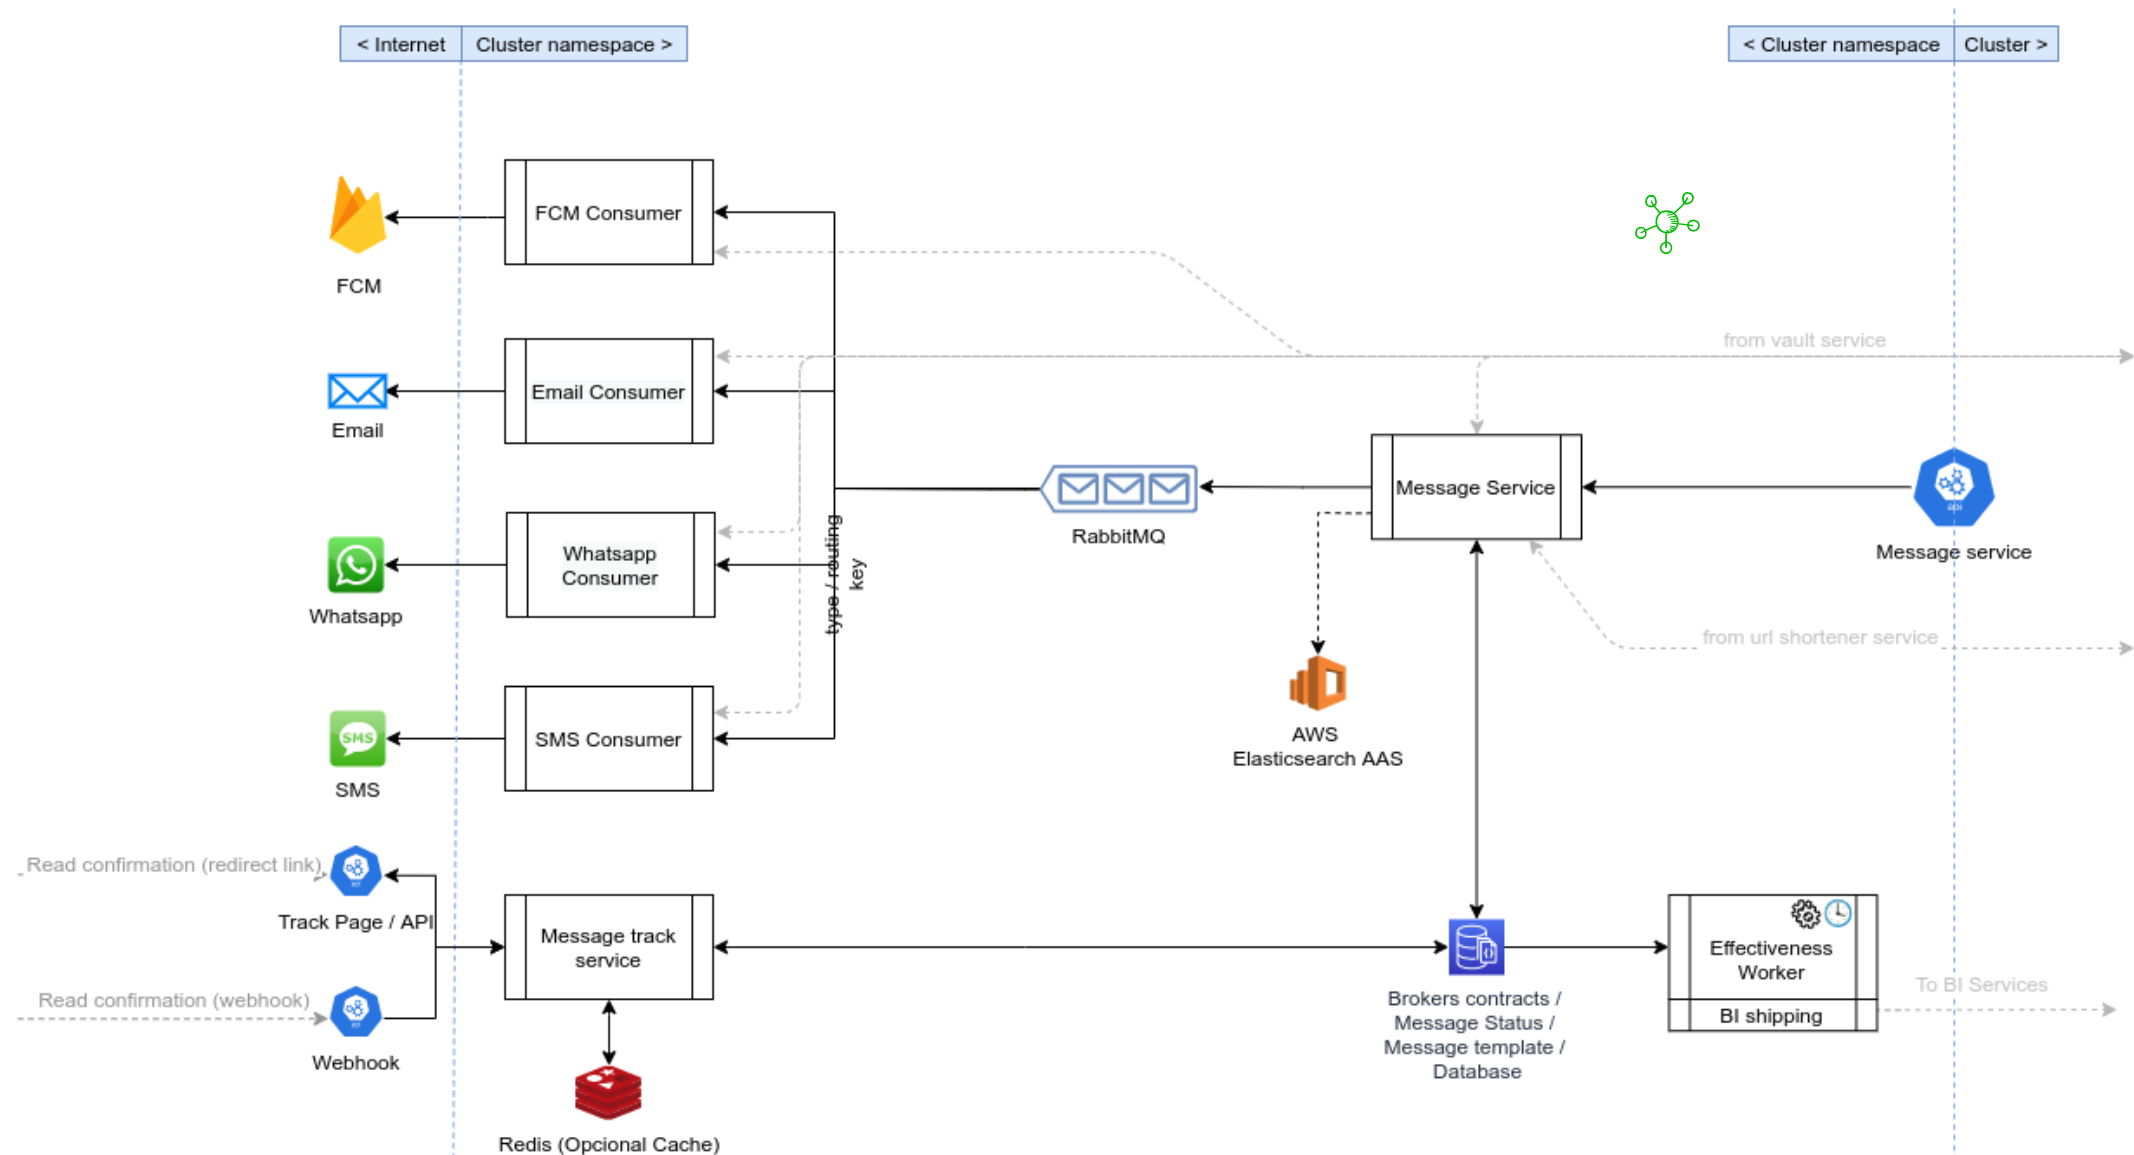 < Internet
Cluster namespace >
< Cluster namespace
Cluster >
FCM Consumer
FCM
from vault service
Email Consumer
Email
Message Service
RabbitMQ
Message service
api
Whatsapp
Consumer
Whatsapp
type / routing
key
from url shortener service
SMS Consumer
SMS
SMS
AWS
Elasticsearch AAS
Read confirmation (redirect link)
Track Page / API
Message track
service
Effectiveness
Worker
BI shipping
To BI Services
Read confirmation (webhook)
Webhook
Brokers contracts /
Message Status /
Message template /
Database
Redis (Opcional Cache)